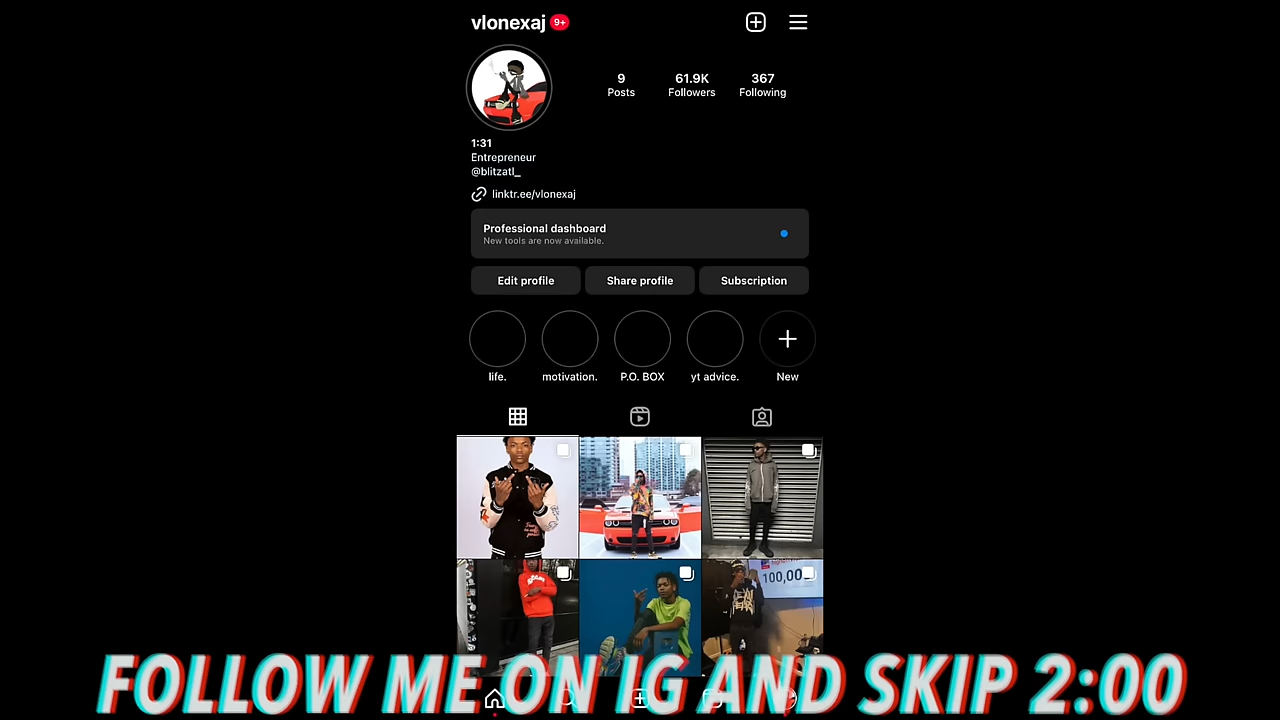 vlonexaj 9+
9 61.9K 367
Posts Followers Following
1:31
Entrepreneur
@blitzatl_
linktr.ee/vlonexaj
Professional dashboard
New tools are now available.
Edit profile Share profile Subscription
life. motivation. P.O. BOX yt advice. New
100,00
FOLLOW ME ON IG AND SKIP 2:00